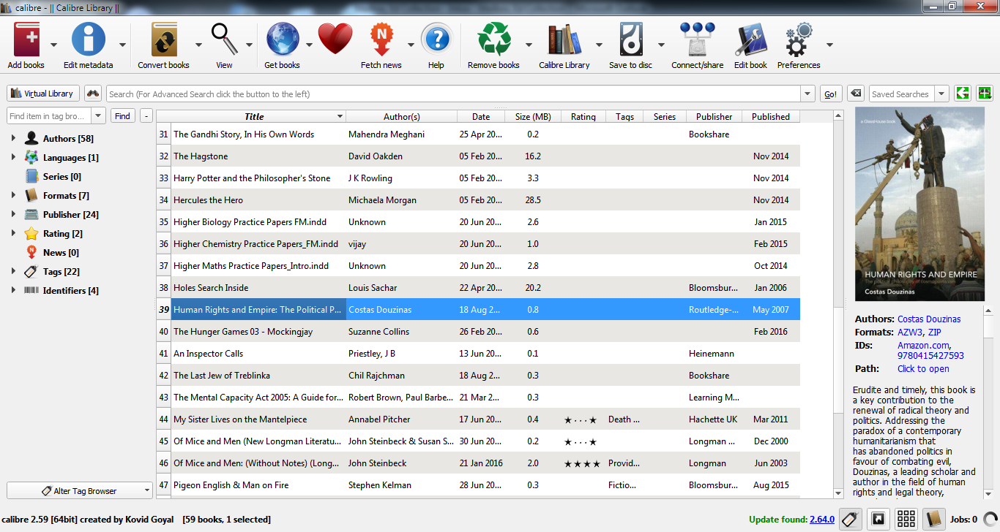 calibre - || Calibre Library ||
Add books Edit metadata Convert books View Get books Fetch news Help Remove books Calibre Library Save to disc Connect/share Edit book Preferences
Virtual Library Search (For Advanced Search click the button to the left) Go! Saved Searches
Find item in tag bro... Find -
Authors [58]
Languages [1]
Series [0]
Formats [7]
Publisher [24]
Rating [2]
News [0]
Tags [22]
Identifiers [4]
Alter Tag Browser
Title Author(s) Date Size (MB) Rating Tags Series Publisher Published
31 The Gandhi Story, In His Own Words Mahendra Meghani 25 Apr 20... 0.2 Bookshare
32 The Hagstone David Oakden 05 Feb 20... 16.2 Nov 2014
33 Harry Potter and the Philosopher's Stone J K Rowling 05 Feb 20... 3.3 Nov 2014
34 Hercules the Hero Michaela Morgan 05 Feb 20... 28.5 Nov 2014
35 Higher Biology Practice Papers FM.indd Unknown 20 Jun 20... 2.6 Jan 2015
36 Higher Chemistry Practice Papers_FM.indd vijay 20 Jun 20... 1.0 Feb 2015
37 Higher Maths Practice Papers_Intro.indd Unknown 20 Jun 20... 2.8 Oct 2014
38 Holes Search Inside Louis Sachar 22 Apr 20... 20.2 Bloomsbur... Jan 2006
39 Human Rights and Empire: The Political P... Costas Douzinas 18 Aug 2... 0.8 Routledge-... May 2007
40 The Hunger Games 03 - Mockingjay Suzanne Collins 26 Feb 20... 0.6 Feb 2016
41 An Inspector Calls Priestley, J B 13 Jun 20... 0.1 Heinemann
42 The Last Jew of Treblinka Chil Rajchman 18 Aug 2... 0.3 Bookshare
43 The Mental Capacity Act 2005: A Guide for... Robert Brown, Paul Barbe... 21 Mar 2... 0.3 Learning M...
44 My Sister Lives on the Mantelpiece Annabel Pitcher 17 Jun 20... 0.4 ★···★ Death ... Hachette UK Mar 2011
45 Of Mice and Men (New Longman Literatu... John Steinbeck & Susan S... 30 Jun 20... 0.2 ★···★ Longman ... Dec 2000
46 Of Mice and Men: (Without Notes) (Long... John Steinbeck 21 Jan 2016 2.0 ★★★★ Provid... Longman Jun 2003
47 Pigeon English & Man on Fire Stephen Kelman 28 Jun 20... 0.3 Fictio... Bloomsbur... Aug 2015
a GlassHouse book
HUMAN RIGHTS AND EMPIRE
The political philosophy of cosmopolitanism
Costas Douzinas
Authors: Costas Douzinas
Formats: AZW3, ZIP
IDs: Amazon.com,
9780415427593
Path: Click to open
Erudite and timely, this book is
a key contribution to the
renewal of radical theory and
politics. Addressing the
paradox of a contemporary
humanitarianism that
has abandoned politics in
favour of combating evil,
Douzinas, a leading scholar and
author in the field of human
rights and legal theory,
calibre 2.59 [64bit] created by Kovid Goyal [59 books, 1 selected]
Update found: 2.64.0 Jobs: 0